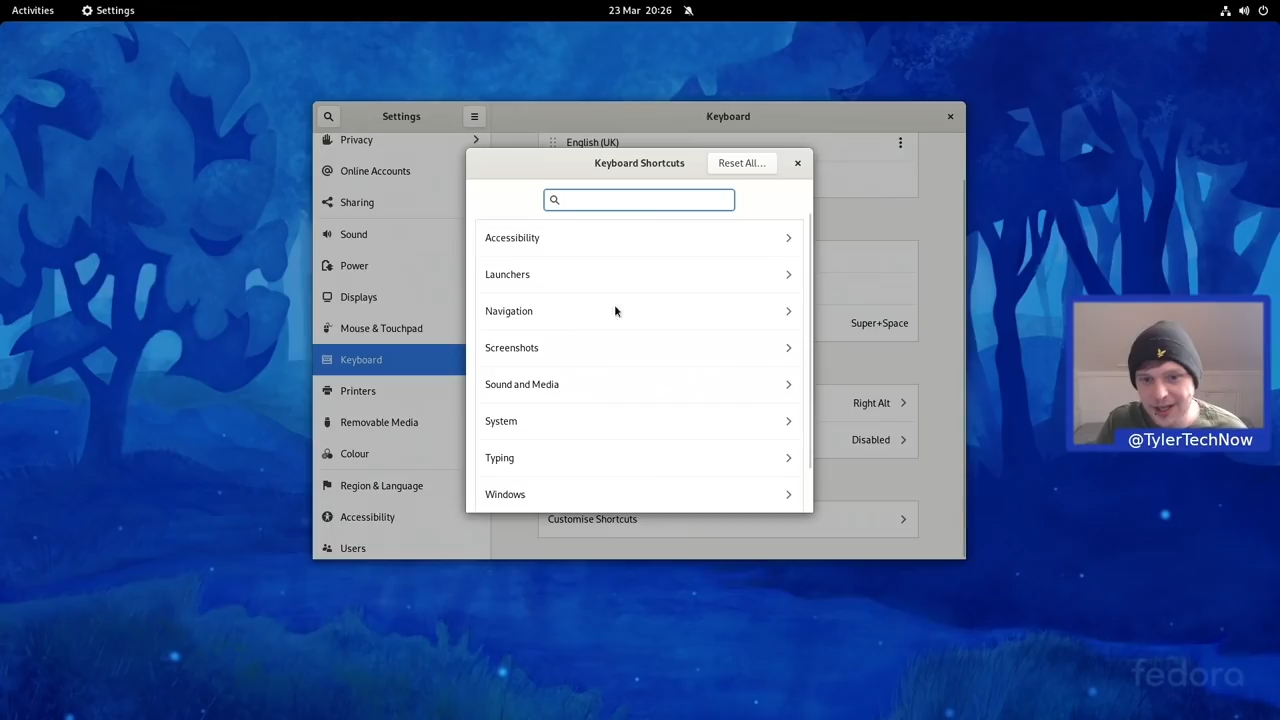 Activities
Settings
23 Mar 20:26
Settings
Keyboard
Privacy
Online Accounts
Sharing
Sound
Power
Displays
Mouse & Touchpad
Keyboard
Printers
Removable Media
Colour
Region & Language
Accessibility
Users
English (UK)
Keyboard Shortcuts
Reset All...
Accessibility
Launchers
Navigation
Screenshots
Sound and Media
System
Typing
Windows
Super+Space
Right Alt
Disabled
Customise Shortcuts
@TylerTechNow
fedora